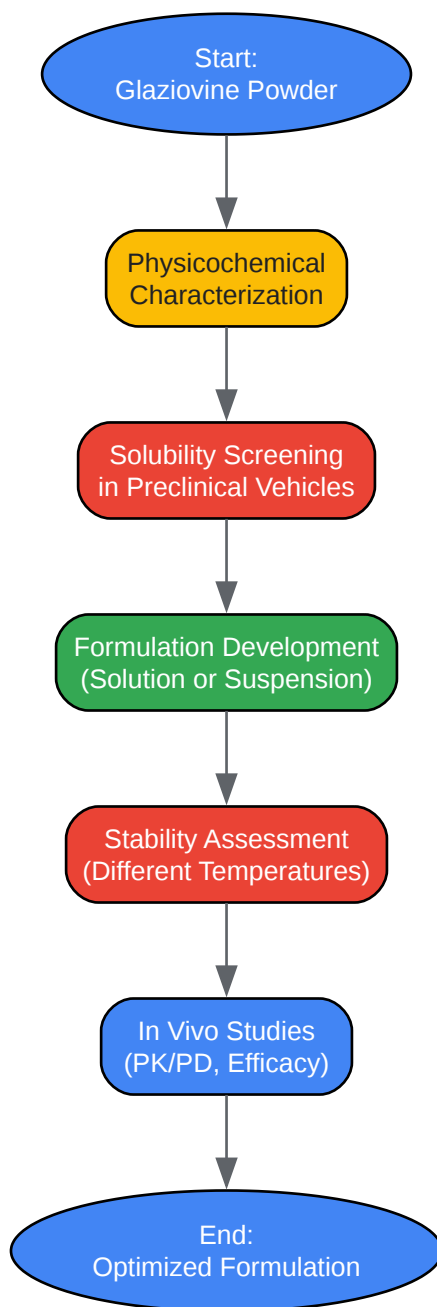 Start:
Glaziovine Powder
Physicochemical
Characterization
Solubility Screening
in Preclinical Vehicles
Formulation Development
(Solution or Suspension)
Stability Assessment
(Different Temperatures)
In Vivo Studies
(PK/PD, Efficacy)
End:
Optimized Formulation